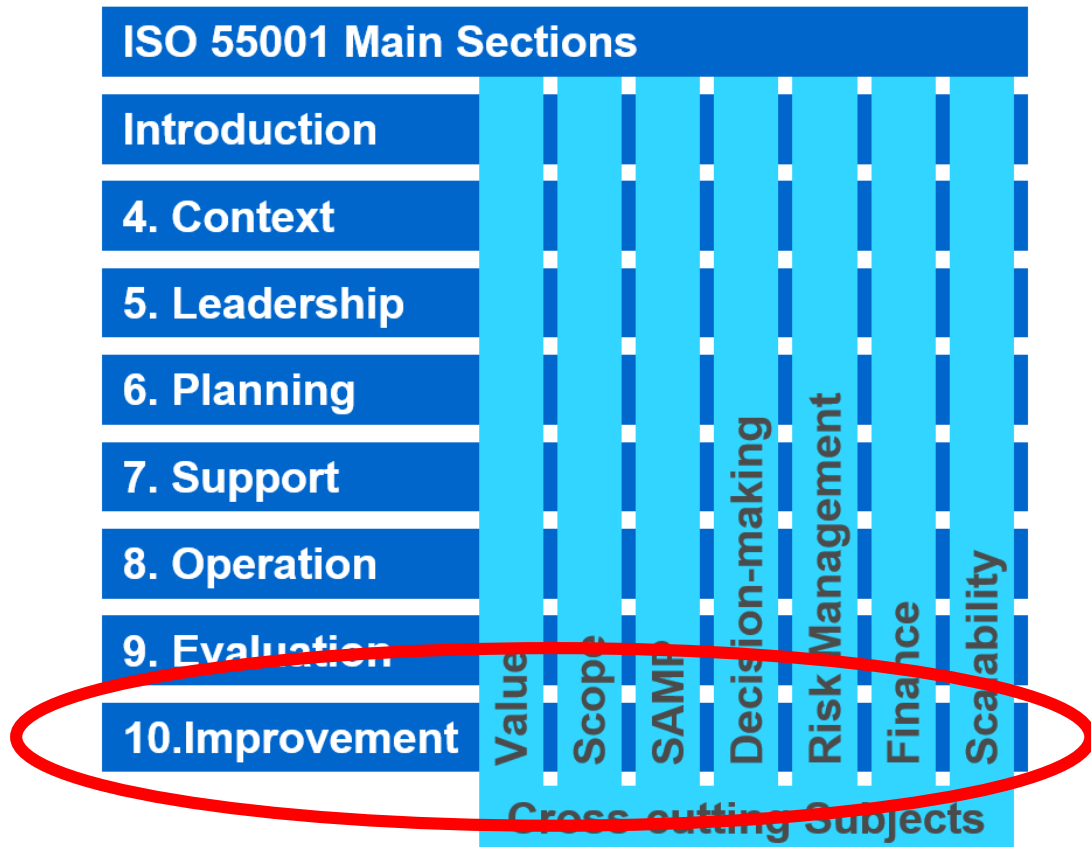 ISO 55001 Main Sections
Introduction
4. Context
5. Leadership
6. Planning
7. Support
8. Operation
9. Evaluation
10.Improvement
Value
Scope
SAMP
Decision-making
Risk Management
Finance
Scalability
Cross-cutting Subjects